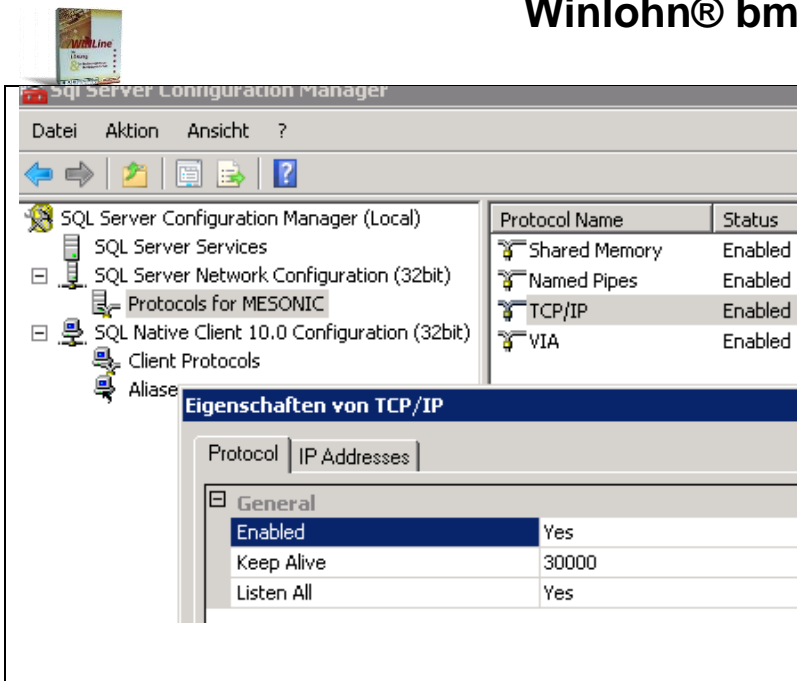 Winlohn® bm
WINLine
Sql Server Configuration Manager
Datei Aktion Ansicht ?
SQL Server Configuration Manager (Local)
SQL Server Services
SQL Server Network Configuration (32bit)
Protocols for MESONIC
SQL Native Client 10.0 Configuration (32bit)
Client Protocols
Aliase
Protocol Name Status
Shared Memory Enabled
Named Pipes Enabled
TCP/IP Enabled
VIA Enabled
Eigenschaften von TCP/IP
Protocol IP Addresses
General
Enabled Yes
Keep Alive 30000
Listen All Yes